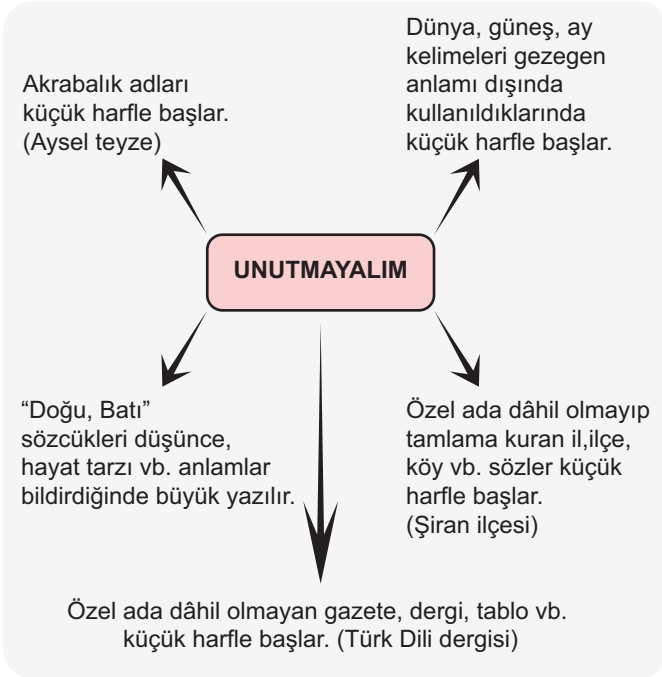 Akrabalık adları
küçük harfle başlar.
(Aysel teyze)
Dünya, güneş, ay
kelimeleri gezegen
anlamı dışında
kullanıldıklarında
küçük harfle başlar.
UNUTMAYALIM
“Doğu, Batı”
sözcükleri düşünce,
hayat tarzı vb. anlamlar
bildirdiğinde büyük yazılır.
Özel ada dâhil olmayıp
tamlama kuran il,ilçe,
köy vb. sözler küçük
harfle başlar.
(Şiran ilçesi)
Özel ada dâhil olmayan gazete, dergi, tablo vb.
küçük harfle başlar. (Türk Dili dergisi)